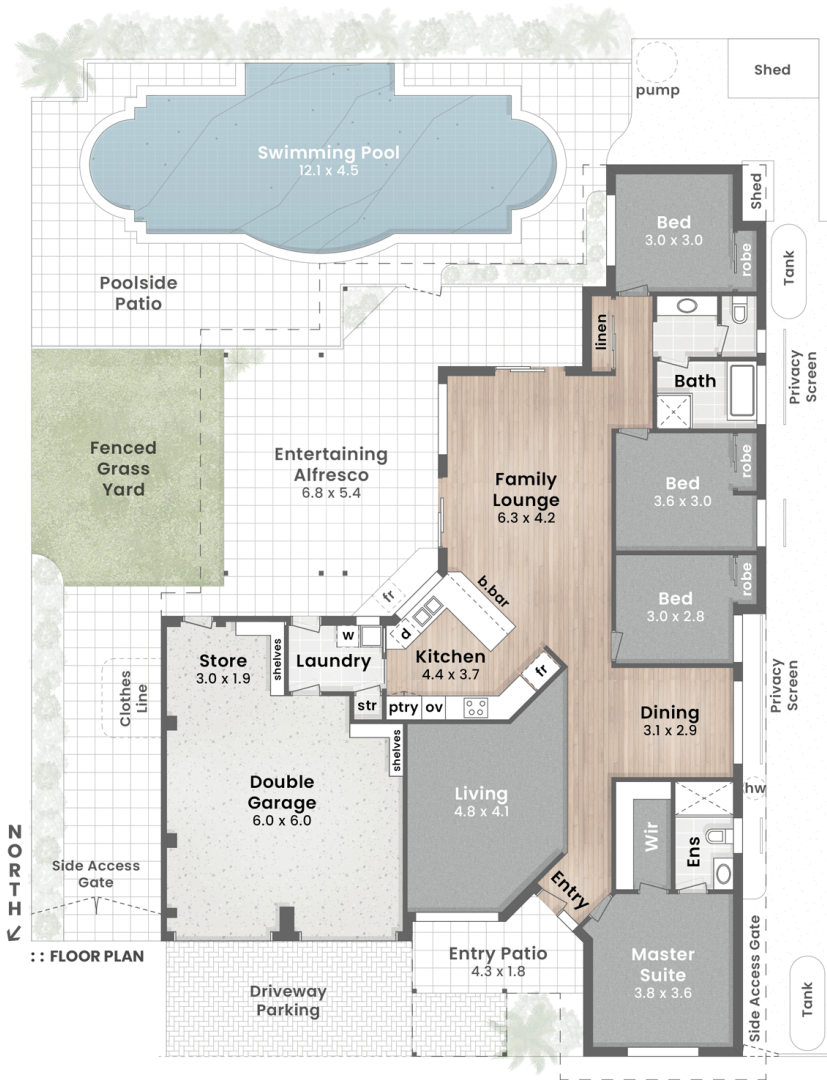 Shed
pump
Swimming Pool
12.1 x 4.5
Shed
Bed
3.0 x 3.0
robe
Tank
Poolside
Patio
linen
Bath
Privacy
Screen
Fenced
Grass
Yard
Entertaining
Alfresco
6.8 x 5.4
Family
Lounge
6.3 x 4.2
Bed
3.6 x 3.0
robe
Bed
3.0 x 2.8
robe
fr
b.bar
d
w
Store
3.0 x 1.9
shelves
Laundry
Kitchen
4.4 x 3.7
fr
str
ptry
ov
Clothes
Line
Privacy
Screen
Dining
3.1 x 2.9
shelves
Double
Garage
6.0 x 6.0
Living
4.8 x 4.1
hw
Wir
Ens
NORTH
Side Access
Gate
Entry
:: FLOOR PLAN
Entry Patio
4.3 x 1.8
Master
Suite
3.8 x 3.6
Side Access Gate
Driveway
Parking
Tank